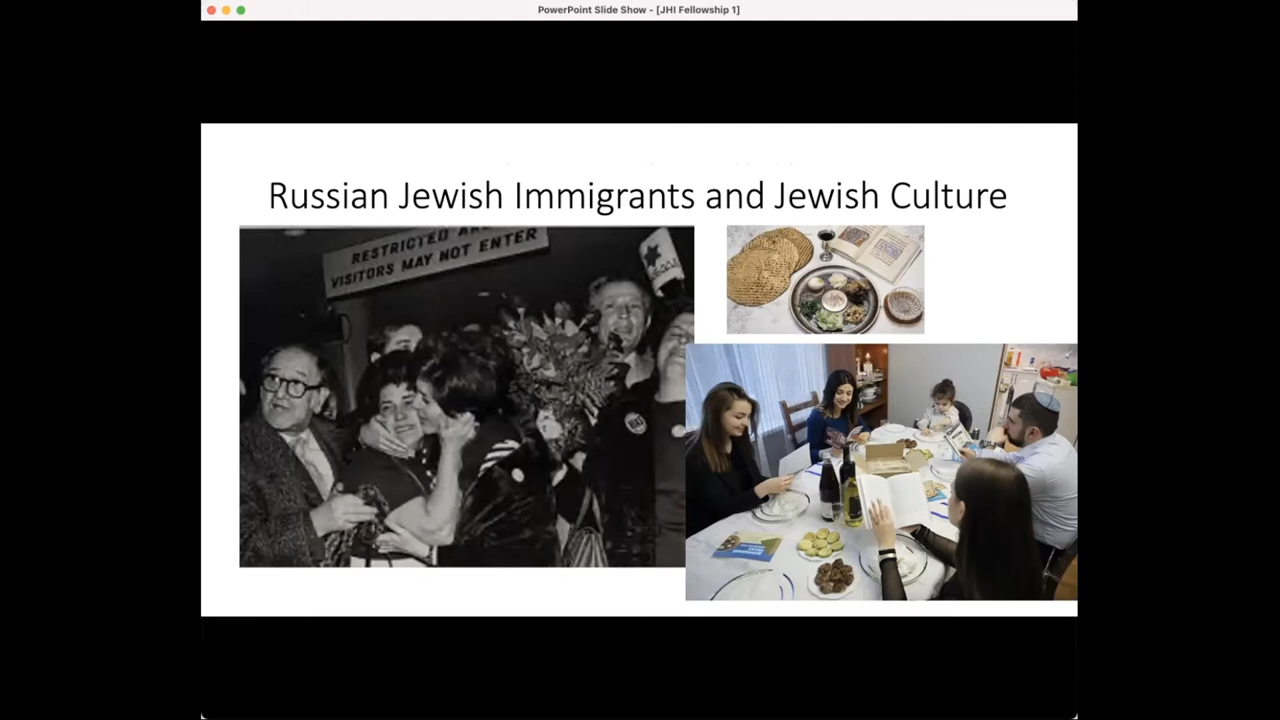 PowerPoint Slide Show - [JHI Fellowship 1]
Russian Jewish Immigrants and Jewish Culture
RESTRICTED
VISITORS MAY NOT ENTER